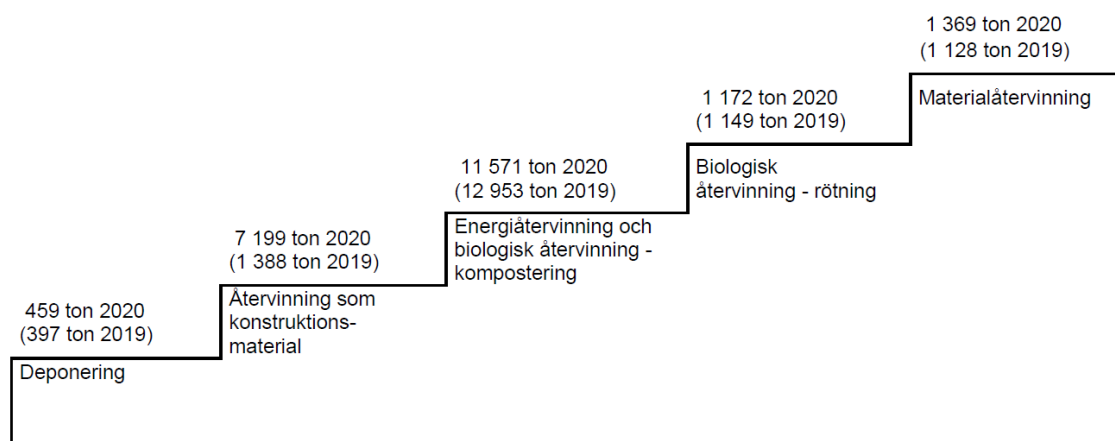 459 ton 2020
(397 ton 2019)
Deponering
7 199 ton 2020
(1 388 ton 2019)
Återvinning som
konstruktions-
material
11 571 ton 2020
(12 953 ton 2019)
Energiåtervinning och
biologisk återvinning -
kompostering
1 172 ton 2020
(1 149 ton 2019)
Biologisk
återvinning - rötning
1 369 ton 2020
(1 128 ton 2019)
Materialåtervinning